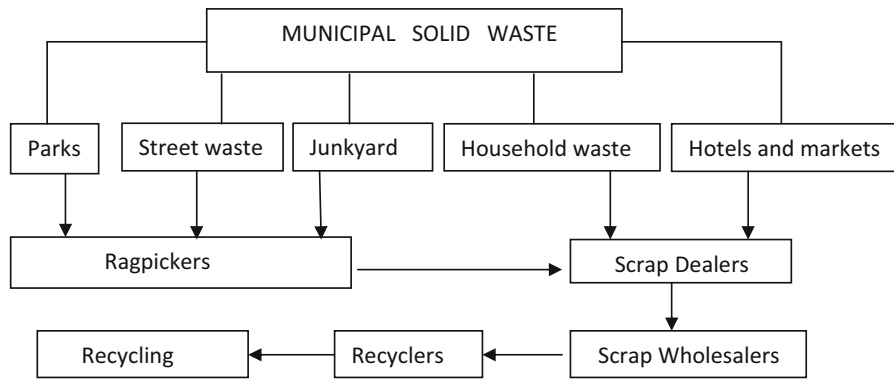 MUNICIPAL SOLID WASTE
Parks
Street waste
Junkyard
Household waste
Hotels and markets
Ragpickers
Scrap Dealers
Recycling
Recyclers
Scrap Wholesalers